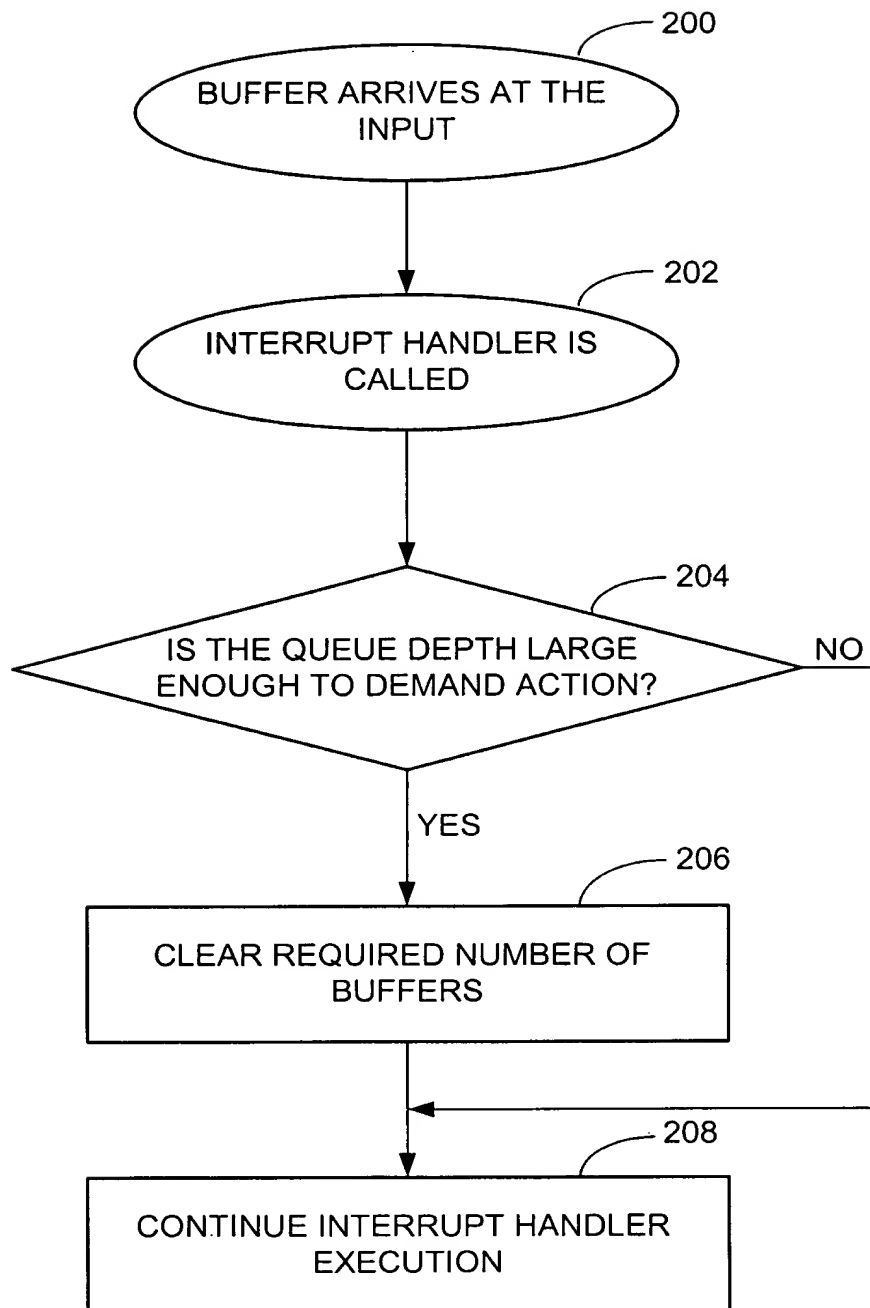 200
BUFFER ARRIVES AT THE
INPUT
202
INTERRUPT HANDLER IS
CALLED
204
IS THE QUEUE DEPTH LARGE
ENOUGH TO DEMAND ACTION?
NO
YES
206
CLEAR REQUIRED NUMBER OF
BUFFERS
208
CONTINUE INTERRUPT HANDLER
EXECUTION